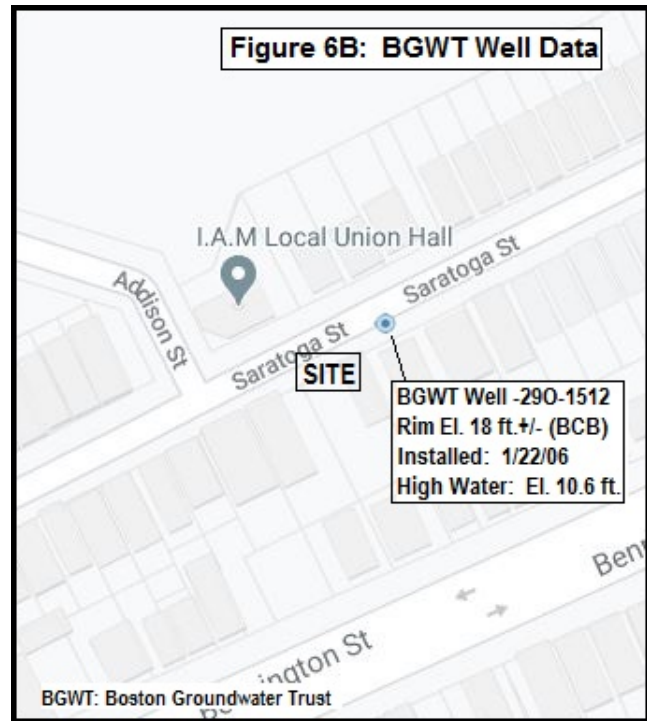 Figure 6B: BGWT Well Data
I.A.M Local Union Hall
Addison St
Saratoga St
Saratoga St
SITE
BGWT Well -29O-1512
Rim El. 18 ft.+/- (BCB)
Installed: 1/22/06
High Water: El. 10.6 ft.
Benn
Bennington St
BGWT: Boston Groundwater Trust